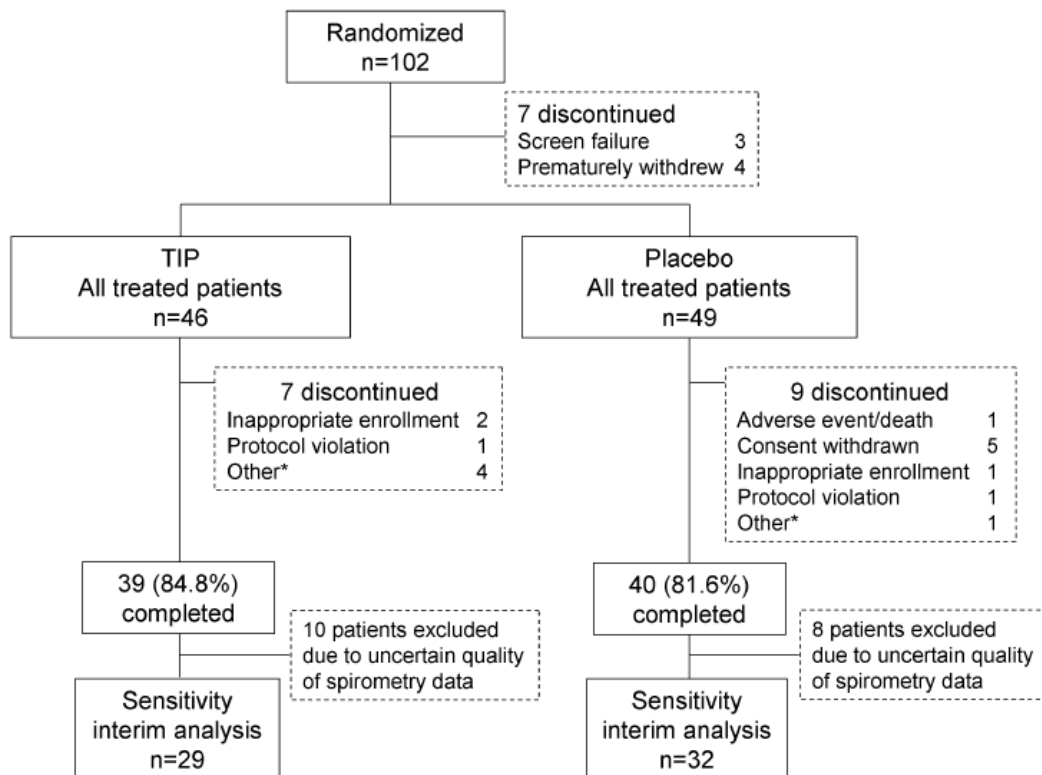 Randomized
n=102
7 discontinued
Screen failure 3
Prematurely withdrew 4
TIP
All treated patients
n=46
Placebo
All treated patients
n=49
7 discontinued
Inappropriate enrollment 2
Protocol violation 1
Other* 4
9 discontinued
Adverse event/death 1
Consent withdrawn 5
Inappropriate enrollment 1
Protocol violation 1
Other* 1
39 (84.8%)
completed
40 (81.6%)
completed
10 patients excluded
due to uncertain quality
of spirometry data
8 patients excluded
due to uncertain quality
of spirometry data
Sensitivity
interim analysis
n=29
Sensitivity
interim analysis
n=32